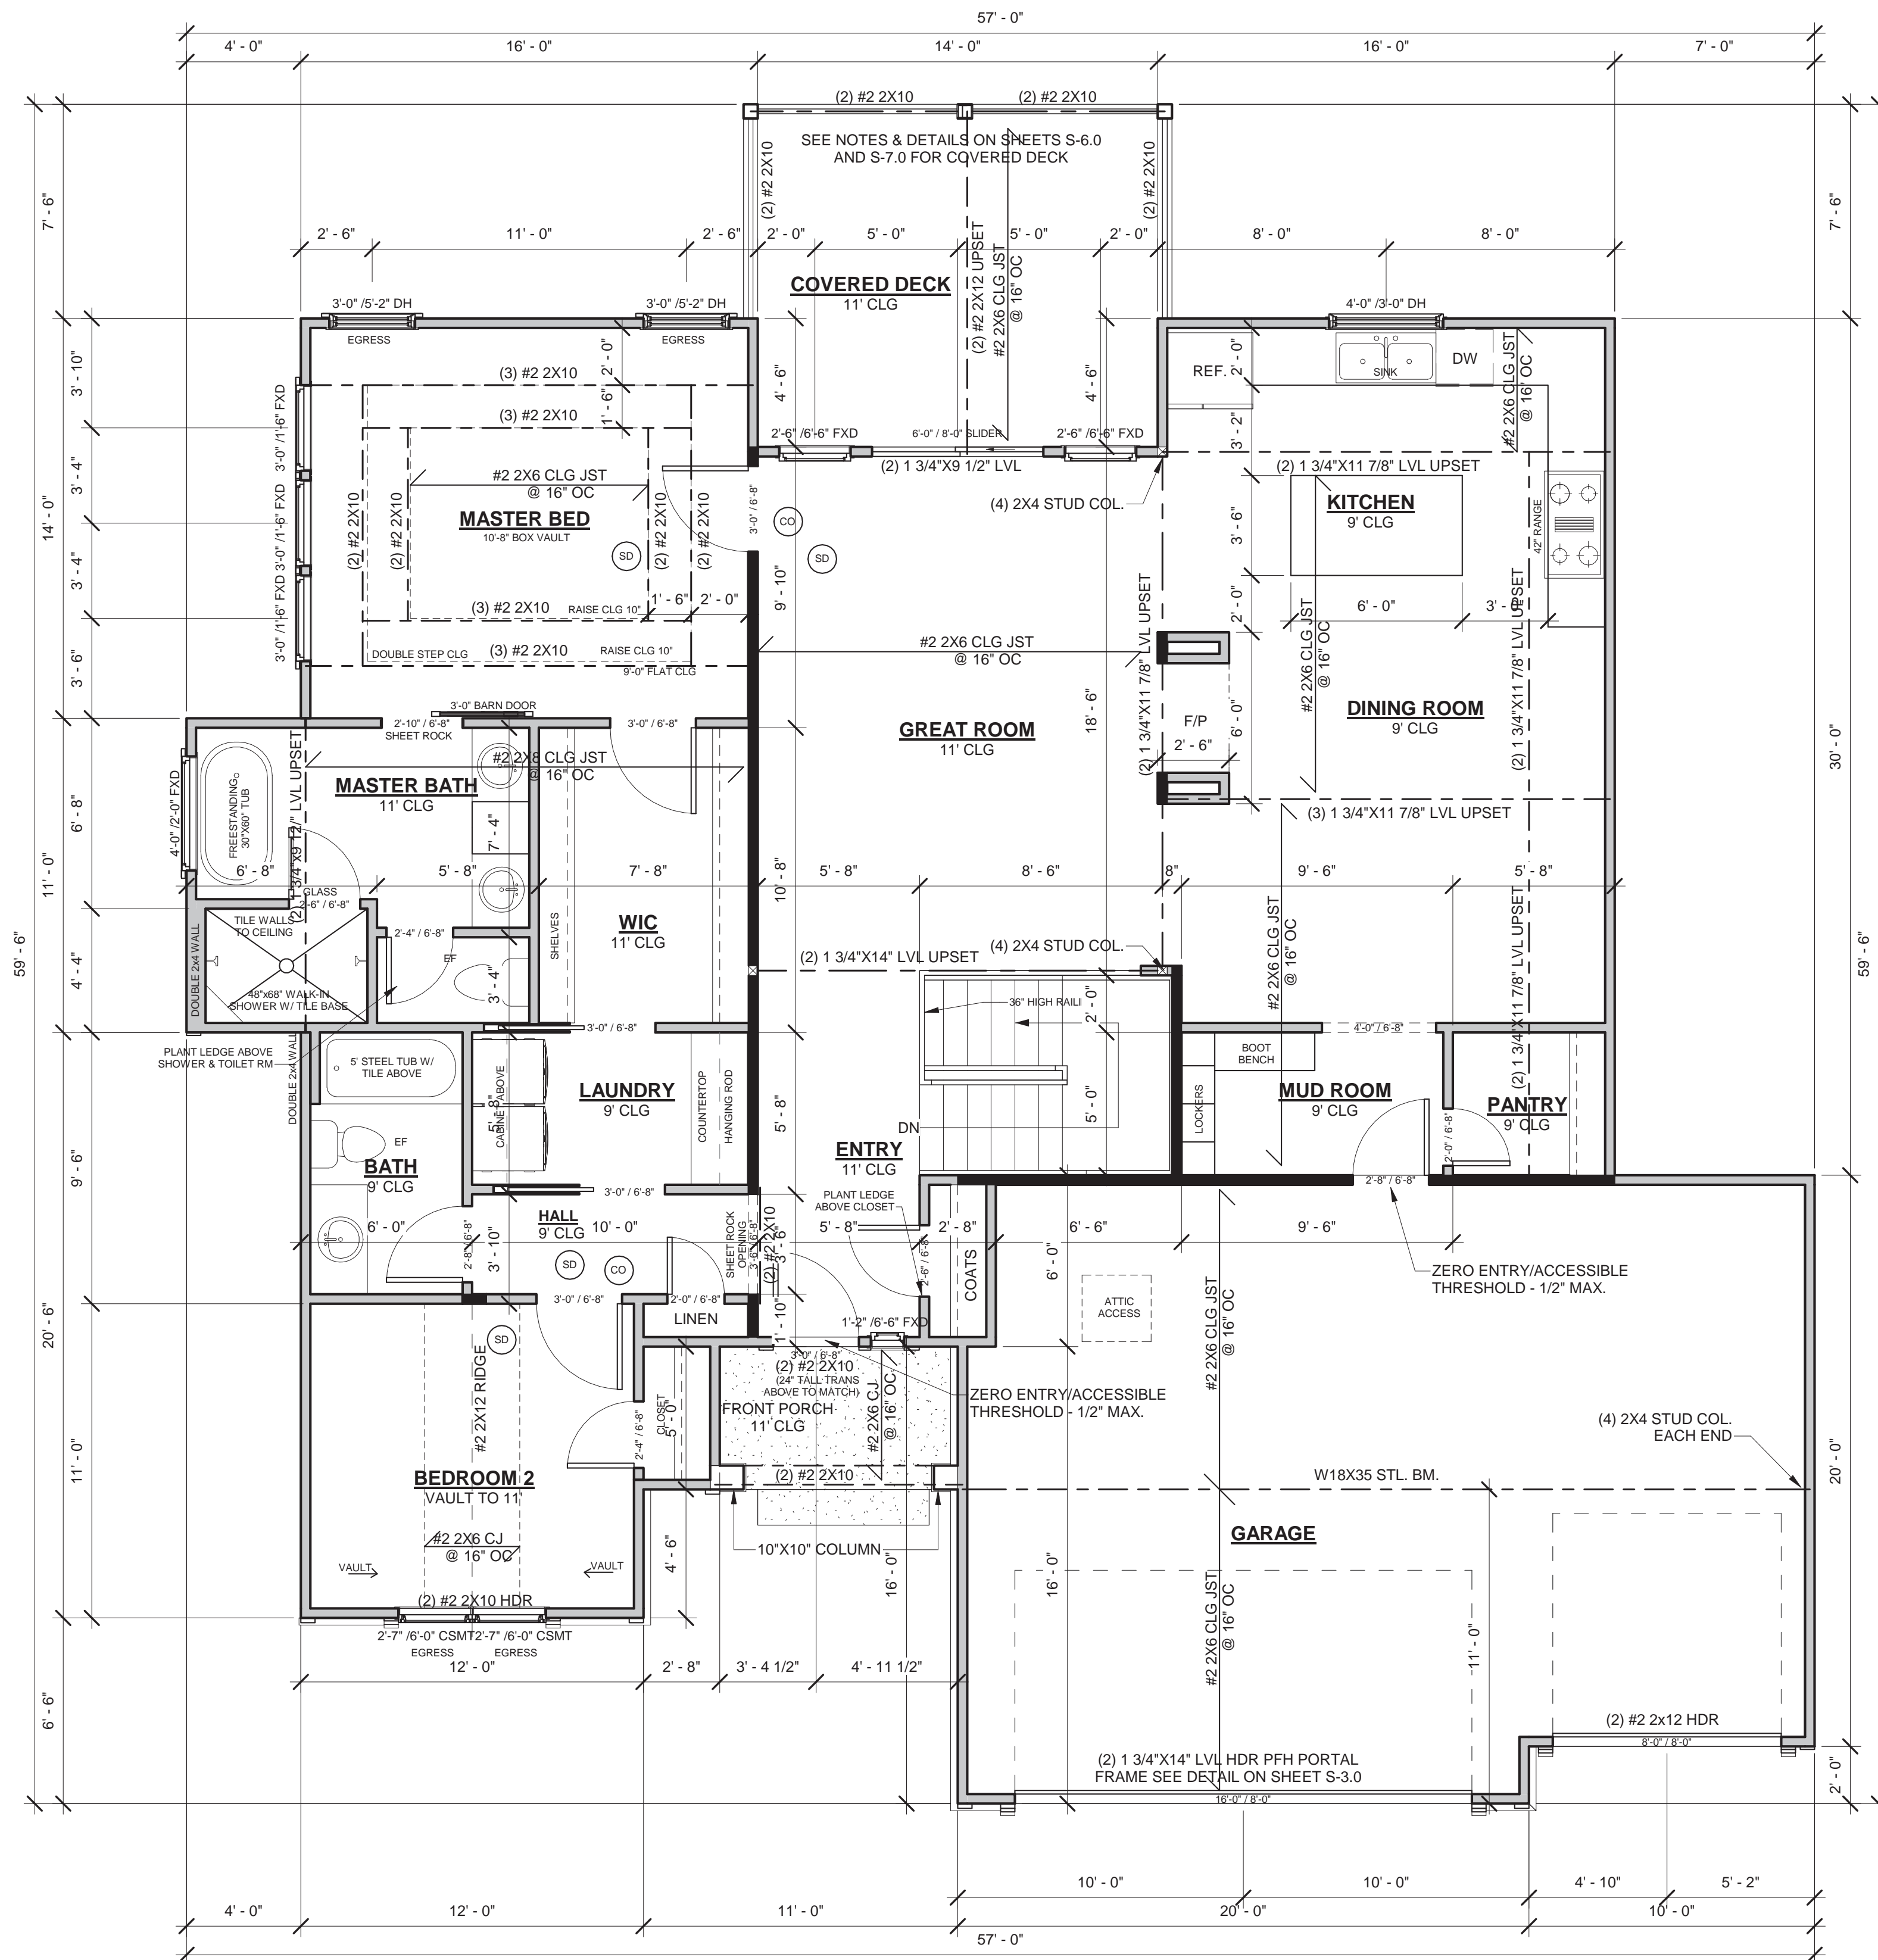 57' - 0"
4' - 0"
16' - 0"
14' - 0"
16' - 0"
7' - 0"
(2) #2 2X10
(2) #2 2X10
SEE NOTES & DETAILS ON SHEETS S-6.0
AND S-7.0 FOR COVERED DECK
(2) #2 2X10
(2) #2 2X10
7' - 6"
7' - 6"
2' - 6"
11' - 0"
2' - 6"
2' - 0"
5' - 0"
5' - 0"
2' - 0"
8' - 0"
8' - 0"
(2) #2 2X12 UPSET
#2 2X6 CLG JST
@ 16" OC
COVERED DECK
11' CLG
3'-0" /5'-2" DH
3'-0" /5'-2" DH
4'-0" /3'-0" DH
EGRESS
EGRESS
3' - 10"
2' - 0"
4' - 6"
4' - 6"
REF.
2' - 0"
SINK
DW
#2 2X6 CLG JST
@ 16" OC
(3) #2 2X10
(3) #2 2X10
1' - 6"
3'-0" /1'-6" FXD
3' - 2"
2'-6" /6'-6" FXD
6'-0" / 8'-0" SLIDER
2'-6" /6'-6" FXD
(2) 1 3/4"X9 1/2" LVL
(2) 1 3/4"X11 7/8" LVL UPSET
3' - 4"
14' - 0"
#2 2X6 CLG JST
@ 16" OC
(4) 2X4 STUD COL.
KITCHEN
9' CLG
42" RANGE
MASTER BED
10'-8" BOX VAULT
(2) #2 2X10
(2) #2 2X10
(2) #2 2X10
(2) #2 2X10
3'-0" / 6'-8"
CO
SD
SD
3'-0" /1'-6" FXD
3' - 4"
3' - 6"
9' - 10"
3'-0" /1'-6" FXD
3' - 6"
(3) #2 2X10
RAISE CLG 10"
1' - 6"
2' - 0"
2' - 0"
6' - 0"
3' - 0"
(2) 1 3/4"X11 7/8" LVL UPSET
(2) 1 3/4"X11 7/8" LVL UPSET
DOUBLE STEP CLG
(3) #2 2X10
RAISE CLG 10"
9'-0" FLAT CLG
#2 2X6 CLG JST
@ 16" OC
#2 2X6 CLG JST
@ 16" OC
3'-0" BARN DOOR
2'-10" / 6'-8"
SHEET ROCK
3'-0" / 6'-8"
18' - 6"
GREAT ROOM
11' CLG
F/P
2' - 6"
6' - 0"
DINING ROOM
9' CLG
30' - 0"
#2 2X8 CLG JST
@ 16" OC
MASTER BATH
11' CLG
4'-0" /2'-0" FXD
FREESTANDING
30"X60" TUB
6' - 8"
11' - 0"
7' - 4"
(3) 1 3/4"X11 7/8" LVL UPSET
6' - 8"
5' - 8"
7' - 8"
10' - 8"
5' - 8"
8' - 6"
8"
9' - 6"
5' - 8"
GLASS
2'-6" / 6'-8"
TILE WALLS
TO CEILING
2'-4" / 6'-8"
EF
SHELVES
WIC
11' CLG
59' - 6"
59' - 6"
4' - 4"
DOUBLE 2x4 WALL
48"x68" WALK-IN
SHOWER W/ TILE BASE
3' - 4"
(4) 2X4 STUD COL.
(2) 1 3/4"X14" LVL UPSET
#2 2X6 CLG JST
@ 16" OC
36" HIGH RAILI
2' - 0"
3'-0" / 6'-8"
4'-0" / 6'-8"
PLANT LEDGE ABOVE
SHOWER & TOILET RM
DOUBLE 2x4 WALL
5' STEEL TUB W/
TILE ABOVE
LAUNDRY
9' CLG
5' - 8"
COUNTERTOP
HANGING ROD
5' - 8"
5' - 0"
DN
BOOT
BENCH
LOCKERS
MUD ROOM
9' CLG
(2) 1 3/4"X11 7/8" LVL UPSET
PANTRY
9' CLG
2'-0" / 6'-8"
EF
BATH
9' CLG
9' - 6"
ENTRY
11' CLG
3'-0" / 6'-8"
2'-8" / 6'-8"
PLANT LEDGE
ABOVE CLOSET
HALL
9' CLG
6' - 0"
10' - 0"
2'-8" / 6'-8"
3' - 10"
SD
CO
SHEET ROCK
OPENING
3'-6" / 6'-8"
(2) #2 2X10
3' - 6"
5' - 8"
2' - 8"
2'-6" / 6'-8"
COATS
6' - 6"
9' - 6"
6' - 0"
ZERO ENTRY/ACCESSIBLE
THRESHOLD - 1/2" MAX.
ATTIC
ACCESS
3'-0" / 6'-8"
2'-0" / 6'-8"
LINEN
1' - 10"
1'-2" /6'-6" FXD
#2 2X6 CLG JST
@ 16" OC
20' - 6"
SD
#2 2X12 RIDGE
3'-0" / 6'-8"
(2) #2 2X10
(24" TALL TRANS
ABOVE TO MATCH)
FRONT PORCH
11' CLG
#2 2X6 CJ
@ 16" OC
ZERO ENTRY/ACCESSIBLE
THRESHOLD - 1/2" MAX.
CLOSET
5' - 0"
2'-4" / 6'-8"
(4) 2X4 STUD COL.
EACH END
11' - 0"
BEDROOM 2
VAULT TO 11'
(2) #2 2X10
W18X35 STL. BM.
20' - 0"
GARAGE
#2 2X6 CJ
@ 16" OC
VAULT
VAULT
10"X10" COLUMN
4' - 6"
16' - 0"
16' - 0"
(2) #2 2X10 HDR
2'-7" /6'-0" CSMT
2'-7" /6'-0" CSMT
EGRESS
EGRESS
#2 2X6 CLG JST
@ 16" OC
11' - 0"
12' - 0"
2' - 8"
3' - 4 1/2"
4' - 11 1/2"
6' - 6"
(2) #2 2x12 HDR
8'-0" / 8'-0"
(2) 1 3/4"X14" LVL HDR PFH PORTAL
FRAME SEE DETAIL ON SHEET S-3.0
16'-0" / 8'-0"
2' - 0"
10' - 0"
10' - 0"
4' - 10"
5' - 2"
4' - 0"
12' - 0"
11' - 0"
20' - 0"
10' - 0"
57' - 0"